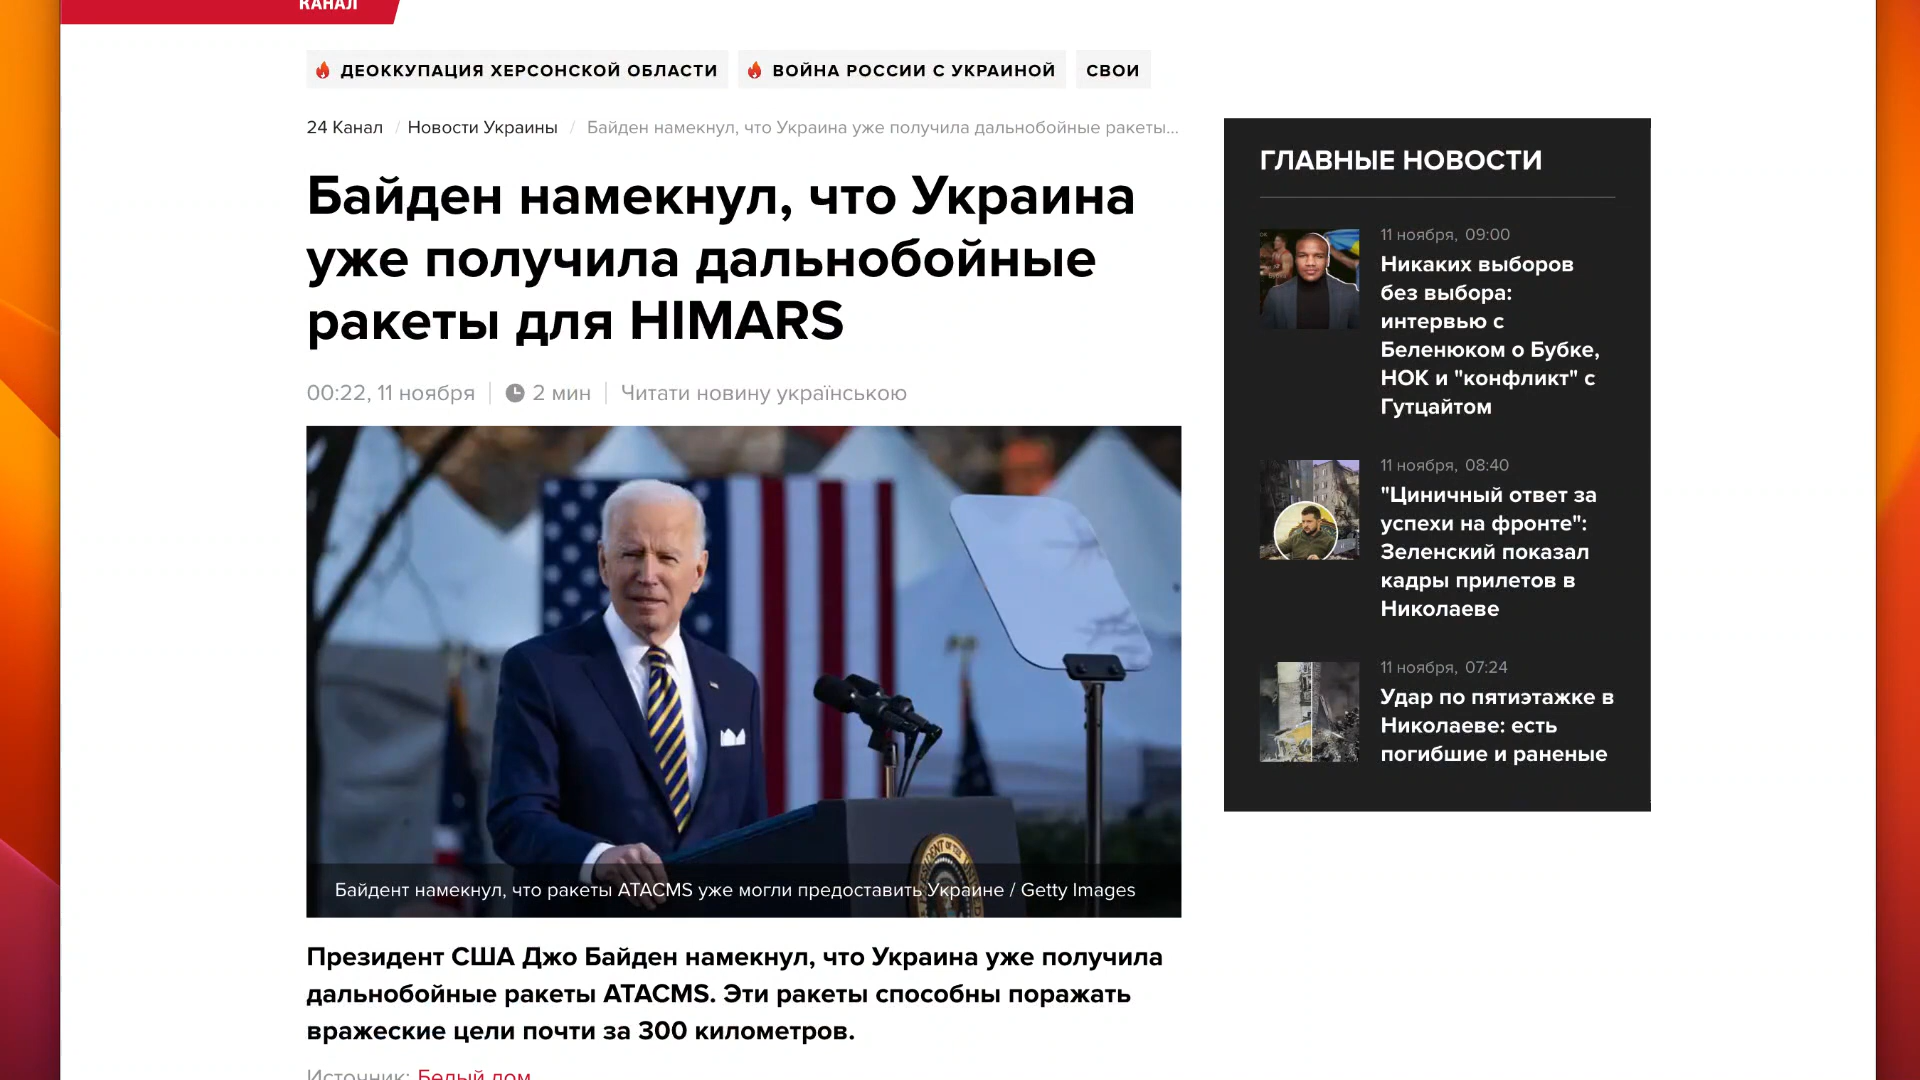 КАНАЛ
ДЕОККУПАЦИЯ ХЕРСОНСКОЙ ОБЛАСТИ
ВОЙНА РОССИИ С УКРАИНОЙ
СВОИ
24 Канал / Новости Украины / Байден намекнул, что Украина уже получила дальнобойные ракеты...
Байден намекнул, что Украина
уже получила дальнобойные
ракеты для HIMARS
00:22, 11 ноября
2 мин
Читати новину українською
Байдент намекнул, что ракеты ATACMS уже могли предоставить Украине / Getty Images
Президент США Джо Байден намекнул, что Украина уже получила
дальнобойные ракеты ATACMS. Эти ракеты способны поражать
вражеские цели почти за 300 километров.
Источник: Белый дом
ГЛАВНЫЕ НОВОСТИ
11 ноября, 09:00
Никаких выборов
без выбора:
интервью с
Беленюком о Бубке,
НОК и "конфликт" с
Гутцайтом
11 ноября, 08:40
"Циничный ответ за
успехи на фронте":
Зеленский показал
кадры прилетов в
Николаеве
11 ноября, 07:24
Удар по пятиэтажке в
Николаеве: есть
погибшие и раненые